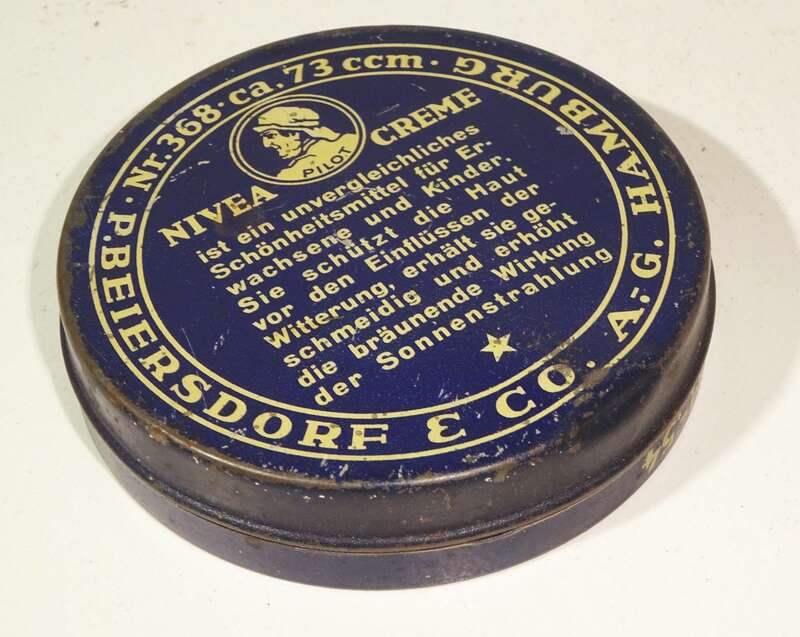 Nr. 368 · ca. 73 ccm ·
P. BEIERSDORF & CO. A.-G. HAMBURG
PILOT
NIVEA CREME
ist ein unvergleichliches
Schönheitsmittel für Er-
wachsene und Kinder.
Sie schützt die Haut
vor den Einflüssen der
Witterung, erhält sie ge-
schmeidig und erhöht
die bräunende Wirkung
der Sonnenstrahlung